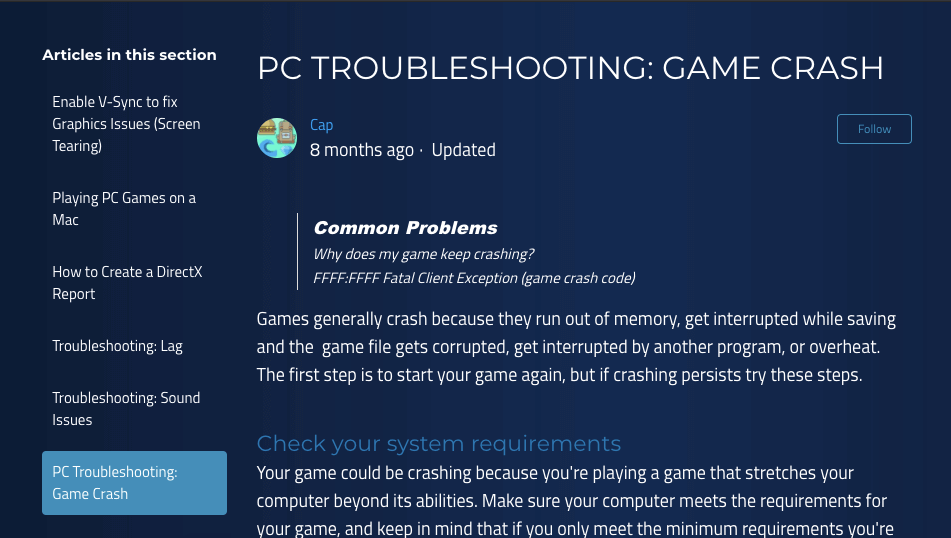 Articles in this section
Enable V-Sync to fix
Graphics Issues (Screen
Tearing)
Playing PC Games on a
Mac
How to Create a DirectX
Report
Troubleshooting: Lag
Troubleshooting: Sound
Issues
PC Troubleshooting:
Game Crash
PC TROUBLESHOOTING: GAME CRASH
Cap
8 months ago · Updated
Follow
Common Problems
Why does my game keep crashing?
FFFF:FFFF Fatal Client Exception (game crash code)
Games generally crash because they run out of memory, get interrupted while saving
and the  game file gets corrupted, get interrupted by another program, or overheat.
The first step is to start your game again, but if crashing persists try these steps.
Check your system requirements
Your game could be crashing because you're playing a game that stretches your
computer beyond its abilities. Make sure your computer meets the requirements for
your game, and keep in mind that if you only meet the minimum requirements you're